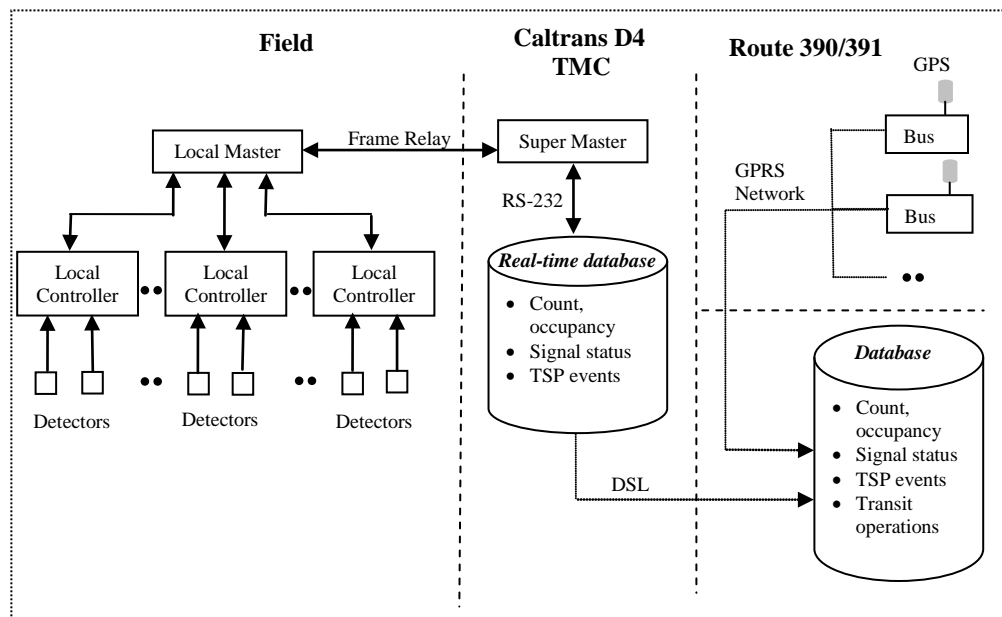 Field
Caltrans D4
TMC
Route 390/391
GPS
Local Master
Frame Relay
Super Master
Bus
RS-232
GPRS
Network
Bus
Local
Controller
Local
Controller
Local
Controller
Real-time database
• Count,
occupancy
• Signal status
• TSP events
Detectors
Detectors
Detectors
DSL
Database
• Count,
occupancy
• Signal status
• TSP events
• Transit
operations